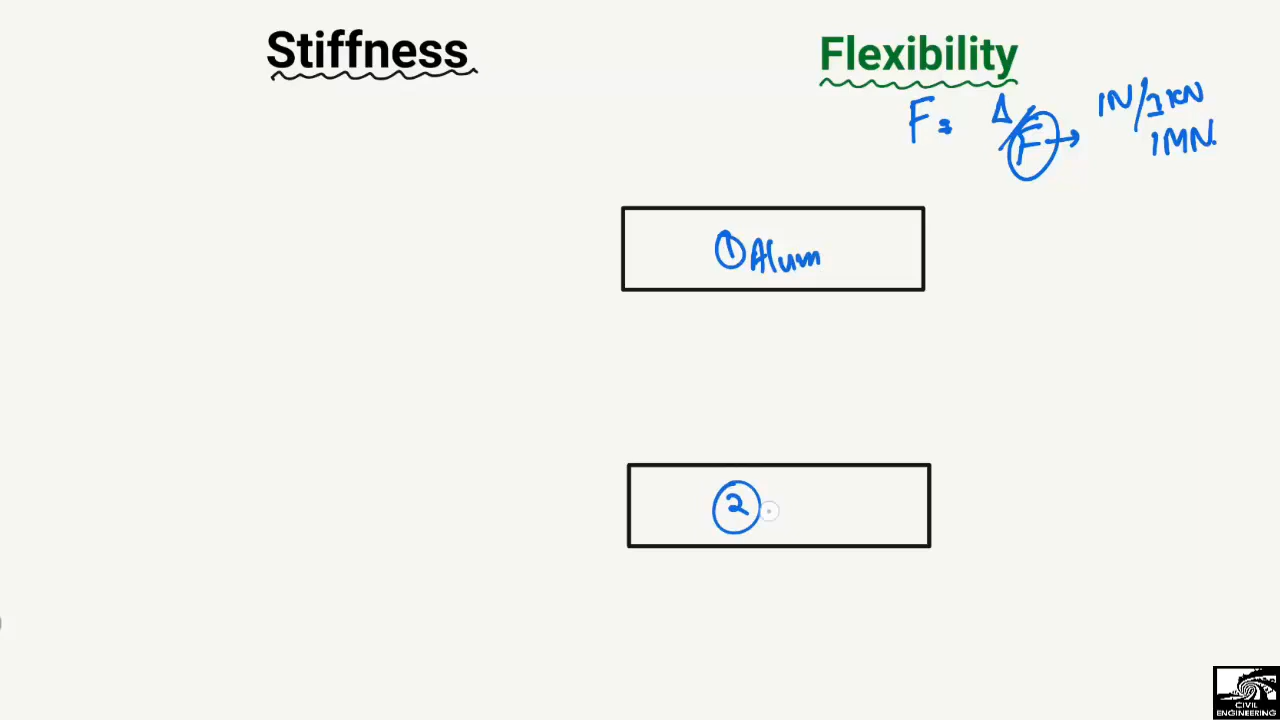 Stiffness
Flexibility
F = Δ/F → 1N/1KN
1MN.
① Alum
②
CIVIL
ENGINEERING